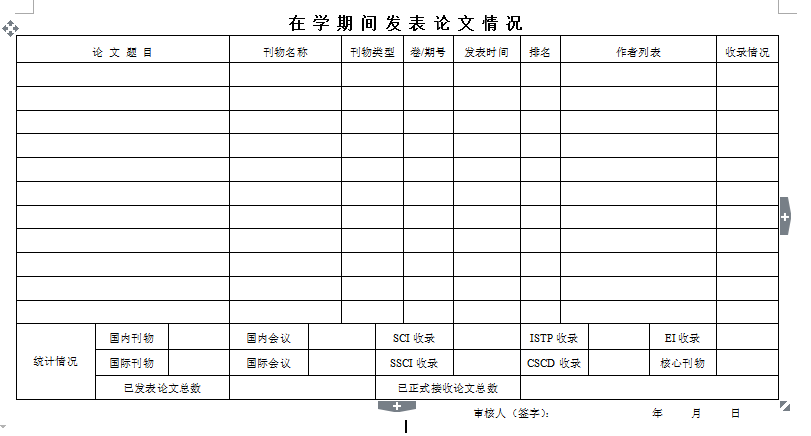 在学期间发表论文情况
论文题目 刊物名称 刊物类型 卷/期号 发表时间 排名 作者列表 收录情况
统计情况 国内刊物 国内会议 SCI 收录 ISTP 收录 EI 收录
国际刊物 国际会议 SSCI 收录 CSCD 收录 核心刊物
已发表论文总数 已正式接收论文总数
审核人（签字）： 年 月 日